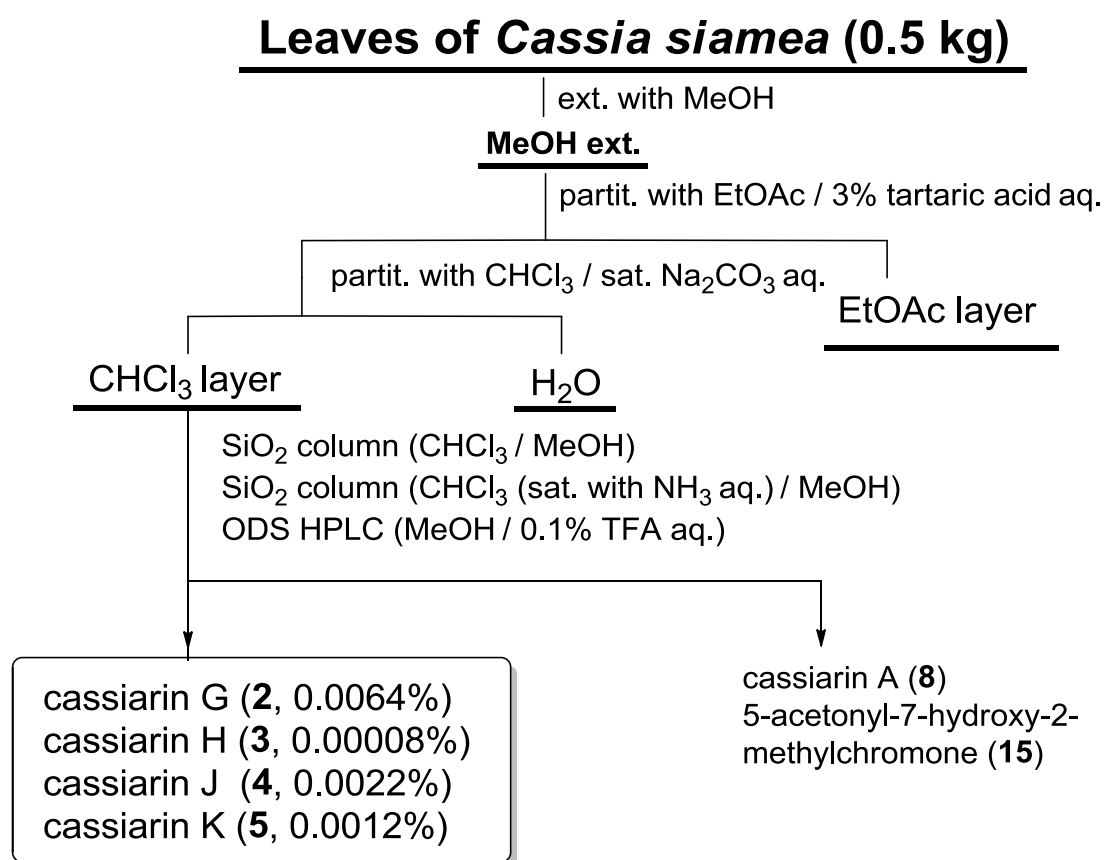 Leaves of Cassia siamea (0.5 kg)
ext. with MeOH
MeOH ext.
partit. with EtOAc / 3% tartaric acid aq.
partit. with CHCl₃ / sat. Na₂CO₃ aq.
EtOAc layer
CHCl₃ layer
H₂O
SiO₂ column (CHCl₃ / MeOH)
SiO₂ column (CHCl₃ (sat. with NH₃ aq.) / MeOH)
ODS HPLC (MeOH / 0.1% TFA aq.)
cassiarin G (2, 0.0064%)
cassiarin H (3, 0.00008%)
cassiarin J (4, 0.0022%)
cassiarin K (5, 0.0012%)
cassiarin A (8)
5-acetonyl-7-hydroxy-2-
methylchromone (15)